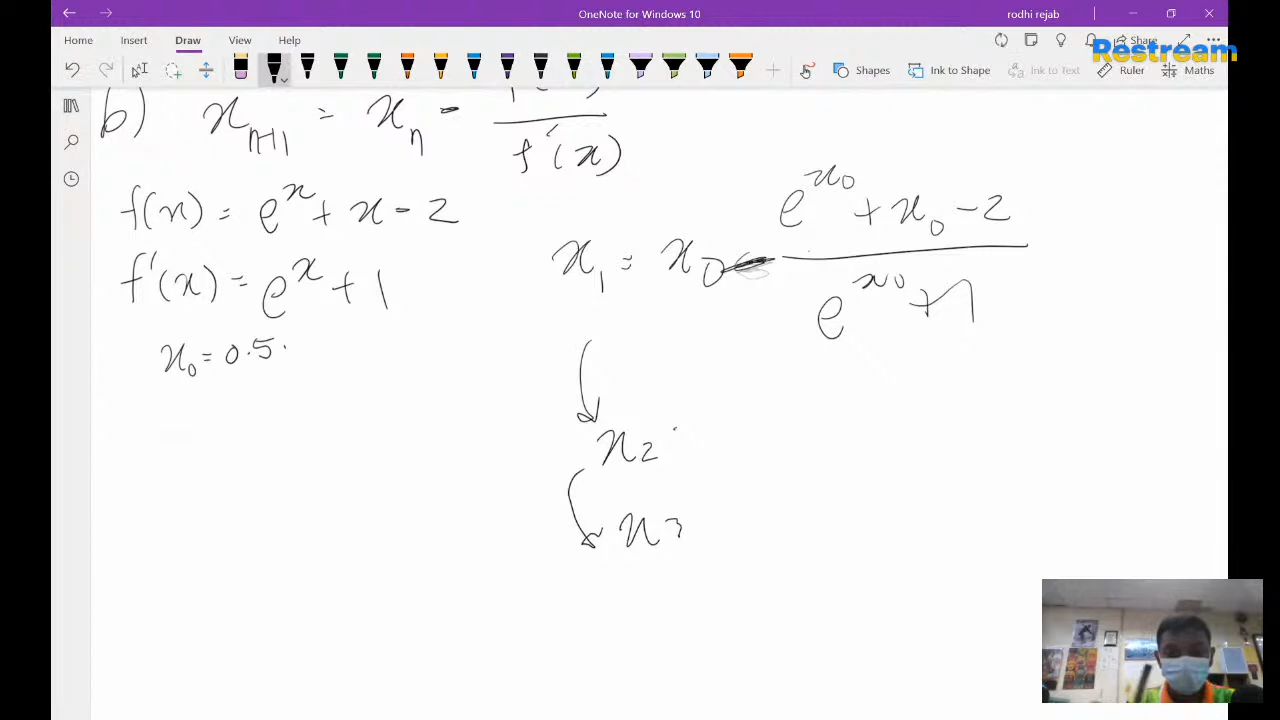 OneNote for Windows 10
rodhi rejab
Home Insert Draw View Help
Share
Restream
Shapes Ink to Shape Ink to Text Ruler Maths
b) x_{n+1} = x_n - f(x) / f'(x)
f(x) = e^x + x - 2
f'(x) = e^x + 1
x_0 = 0.5
x_1 = x_0 - (e^{x_0} + x_0 - 2) / (e^{x_0} + 1)
x_2
x_3